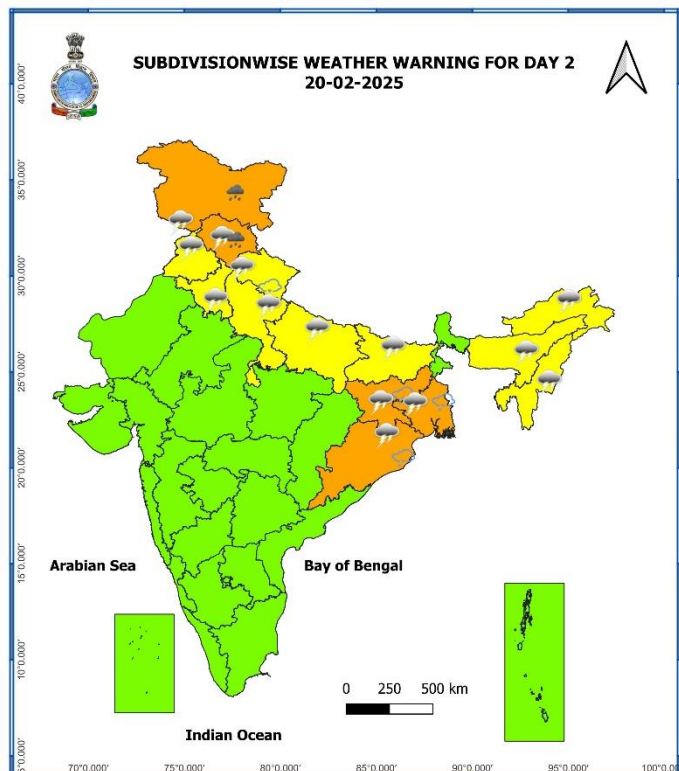 SUBDIVISIONWISE WEATHER WARNING FOR DAY 2
20-02-2025
40°0.000'
35°0.000'
30°0.000'
25°0.000'
20°0.000'
15°0.000'
10°0.000'
5°0.000'
Arabian Sea
Bay of Bengal
0 250 500 km
Indian Ocean
70°0.000' 75°0.000' 80°0.000' 85°0.000' 90°0.000' 95°0.000' 100°0.00